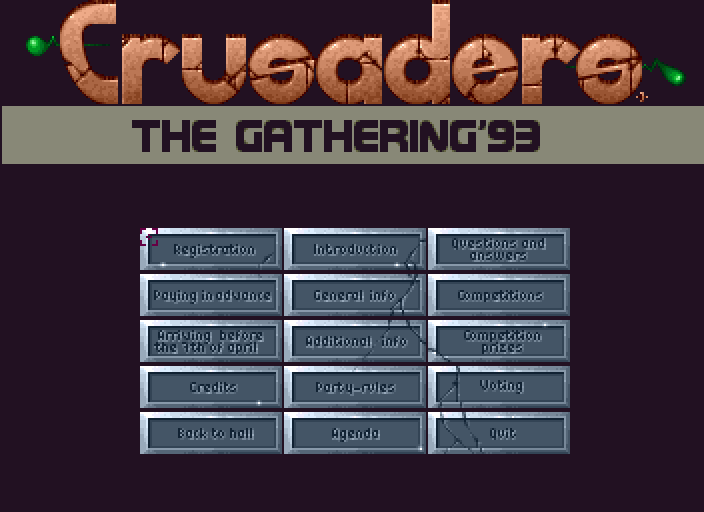 Crusaders
THE GATHERING'93
Registration
Introduction
Questions and
answers
Paying in advance
General info
Competitions
Arriving before
the 7th of april
Additional info
Competition
prizes
Credits
Party-rules
Voting
Back to hall
Agenda
Quit